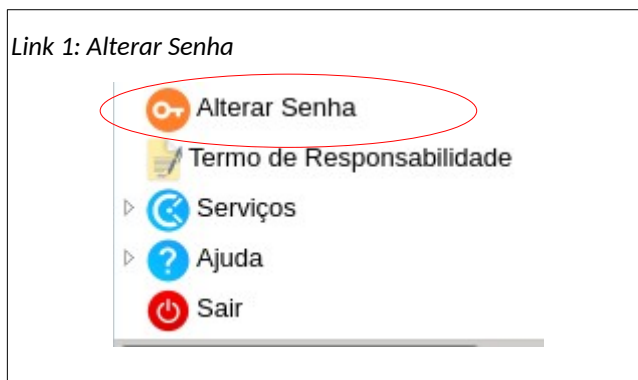 Link 1: Alterar Senha
Alterar Senha
Termo de Responsabilidade
Serviços
Ajuda
Sair